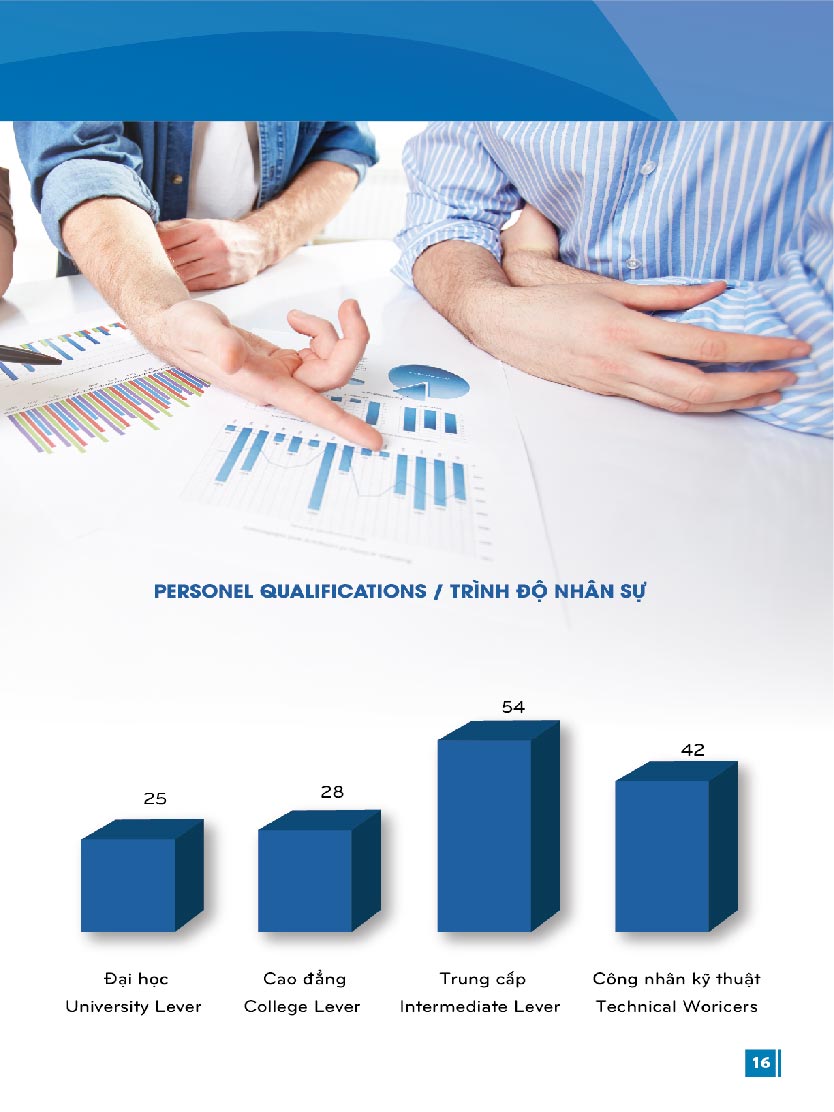 PERSONEL QUALIFICATIONS / TRÌNH ĐỘ NHÂN SỰ
54
42
28
25
Đại học
University Lever
Cao đẳng
College Lever
Trung cấp
Intermediate Lever
Công nhân kỹ thuật
Technical Woricers
16